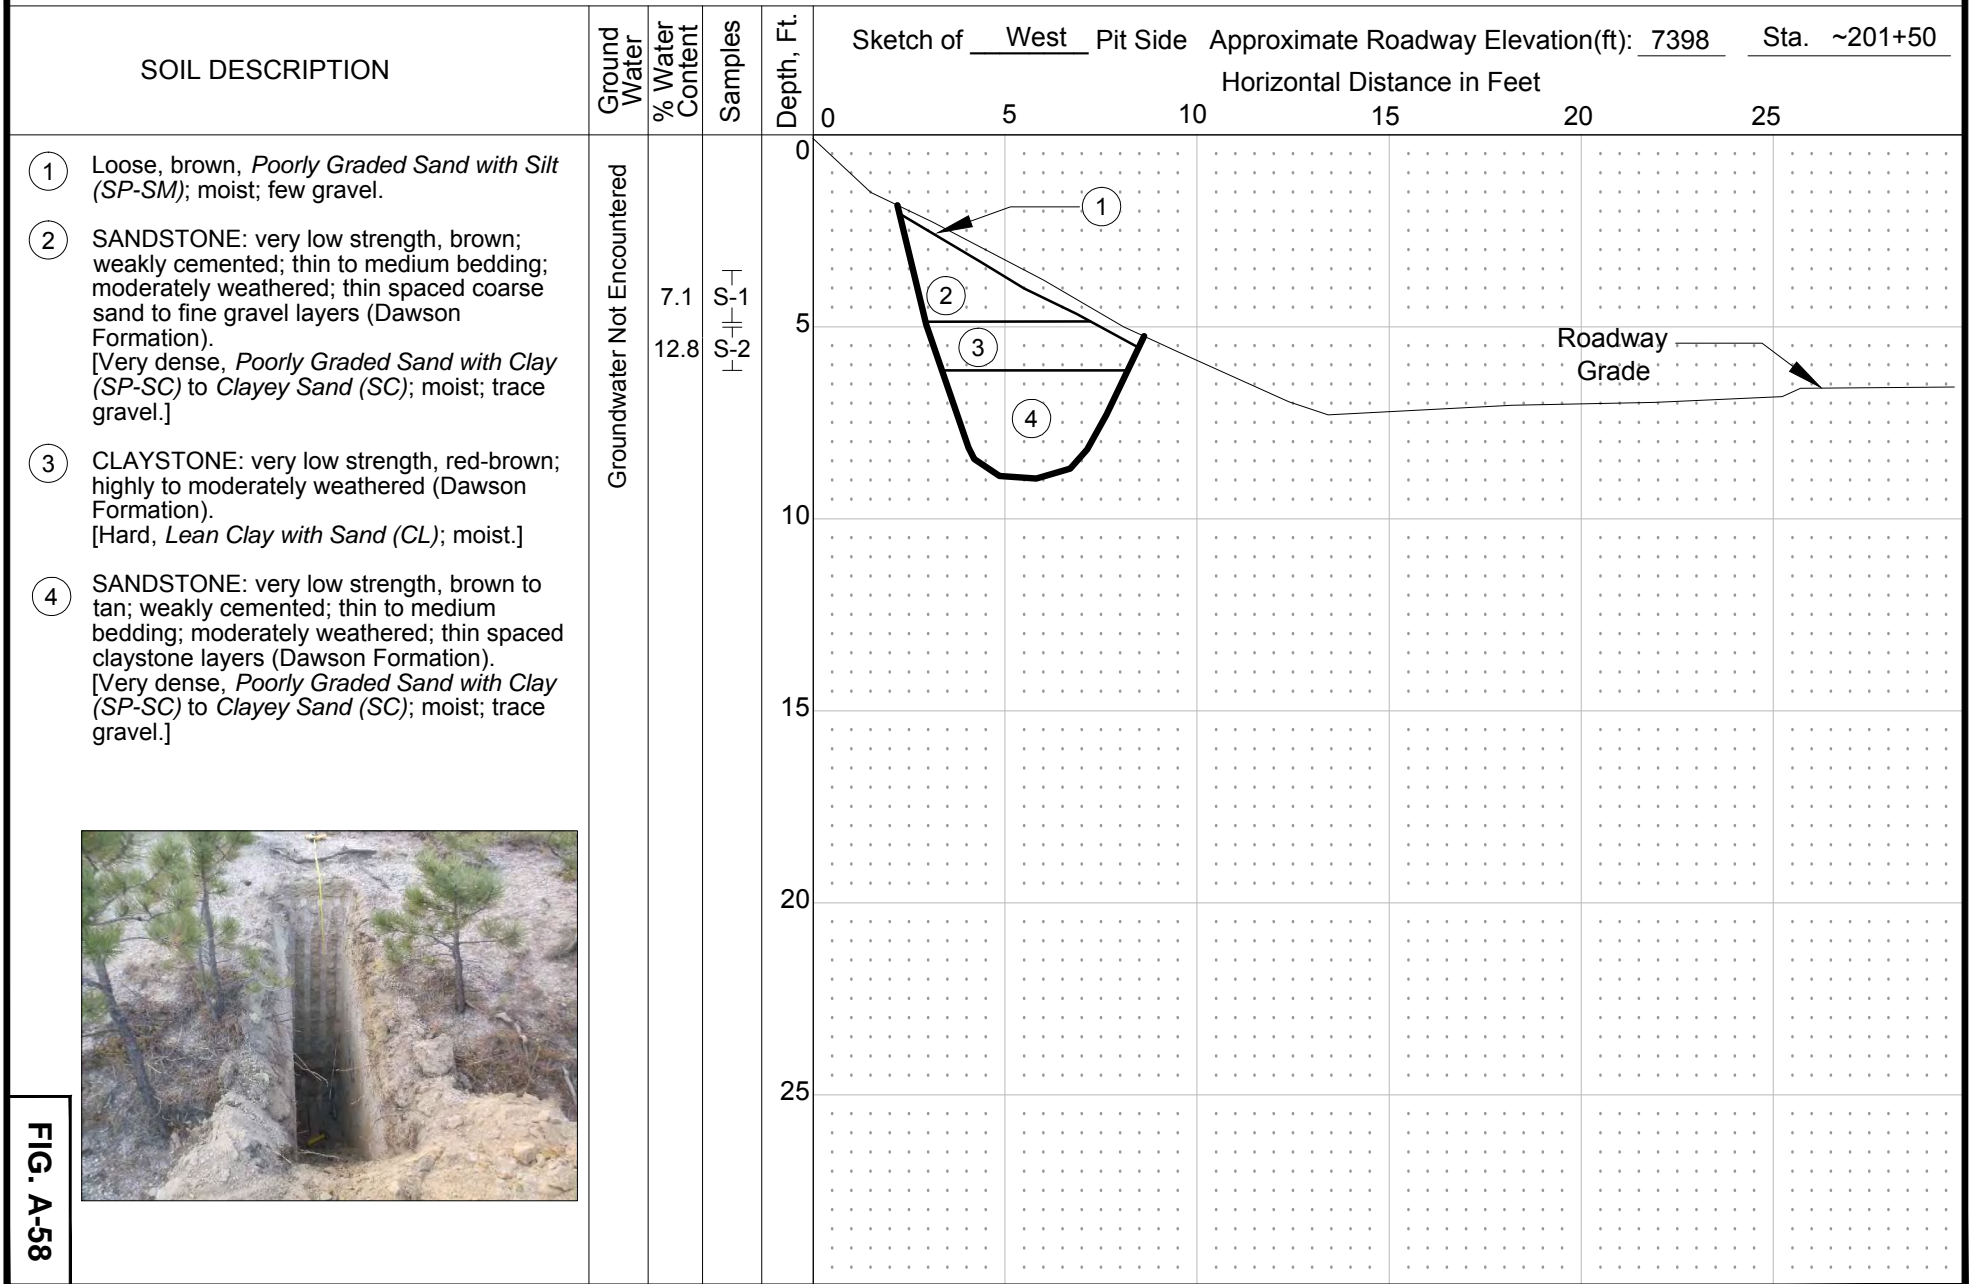 SOIL DESCRIPTION
Ground Water
% Water Content
Samples
Depth, Ft.
Sketch of West Pit Side Approximate Roadway Elevation(ft): 7398 Sta. ~201+50
Horizontal Distance in Feet
0 5 10 15 20 25
1 Loose, brown, Poorly Graded Sand with Silt
(SP-SM); moist; few gravel.
2 SANDSTONE: very low strength, brown;
weakly cemented; thin to medium bedding;
moderately weathered; thin spaced coarse
sand to fine gravel layers (Dawson
Formation).
[Very dense, Poorly Graded Sand with Clay
(SP-SC) to Clayey Sand (SC); moist; trace
gravel.]
3 CLAYSTONE: very low strength, red-brown;
highly to moderately weathered (Dawson
Formation).
[Hard, Lean Clay with Sand (CL); moist.]
4 SANDSTONE: very low strength, brown to
tan; weakly cemented; thin to medium
bedding; moderately weathered; thin spaced
claystone layers (Dawson Formation).
[Very dense, Poorly Graded Sand with Clay
(SP-SC) to Clayey Sand (SC); moist; trace
gravel.]
Groundwater Not Encountered
7.1 S-1
12.8 S-2
0
5
10
15
20
25
1
2
3
4
Roadway
Grade
FIG. A-58